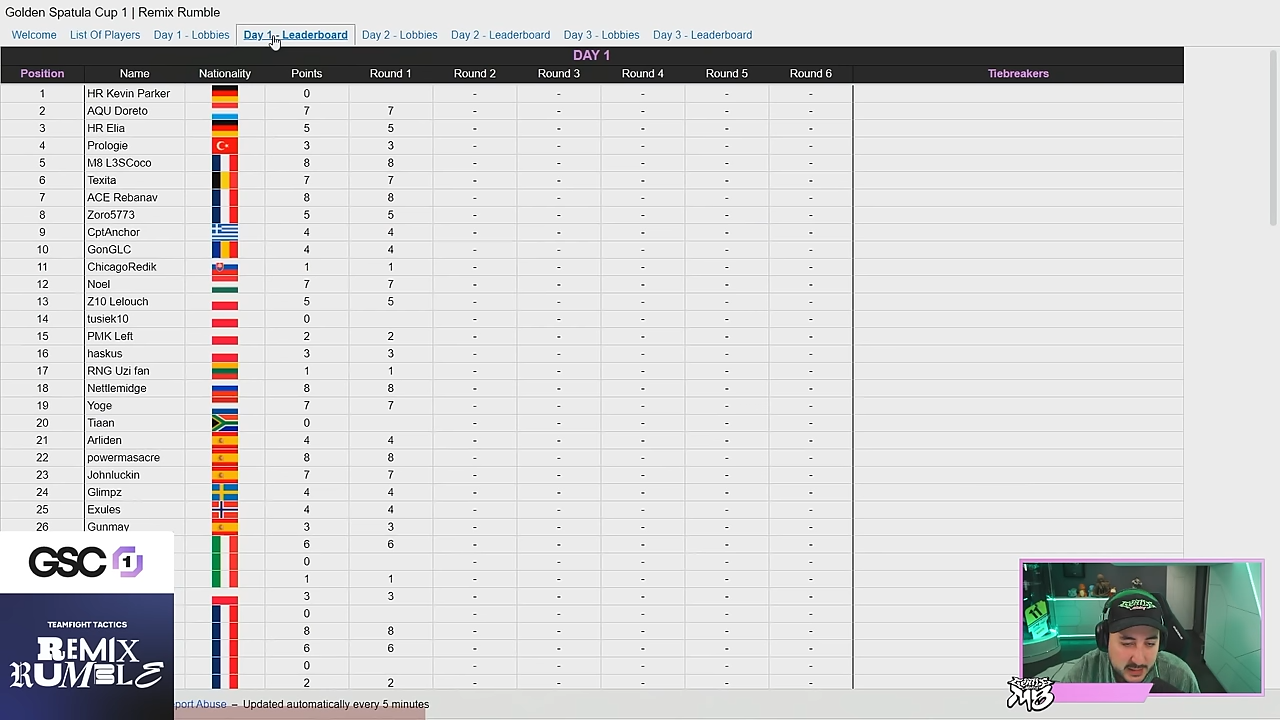 Golden Spatula Cup 1 | Remix Rumble
Welcome List Of Players Day 1 - Lobbies Day 1 - Leaderboard Day 2 - Lobbies Day 2 - Leaderboard Day 3 - Lobbies Day 3 - Leaderboard
DAY 1
Position Name Nationality Points Round 1 Round 2 Round 3 Round 4 Round 5 Round 6 Tiebreakers
1 HR Kevin Parker 0 - - - - -
2 AQU Doreto 7 7 - - - - -
3 HR Elia 5 5 - - - - -
4 Prologie 3 3 - - - - -
5 M8 L3SCoco 8 8 - - - - -
6 Texita 7 7 - - - - -
7 ACE Rebanav 8 8 - - - - -
8 Zoro5773 5 5 - - - - -
9 CptAnchor 4 - - - - -
10 GonGLC 4 4 - - - - -
11 ChicagoRedik 1 - - - - -
12 Noel 7 7 - - - - -
13 Z10 Lelouch 5 5 - - - - -
14 tusiek10 0 - - - - -
15 PMK Left 2 - - - - -
16 haskus 3 3 - - - - -
17 RNG Uzi fan 1 1 - - - - -
18 Nettlemidge 8 8 - - - - -
19 Yoge 7 - - - - -
20 Tiaan 0 - - - - -
21 Arliden 4 4 - - - - -
22 powermasacre 8 8 - - - - -
23 Johnluckin 7 7 - - - - -
24 Glimpz 4 - - - - -
25 Exules 4 - - - - -
26 Gunmay 3 3 - - - - -
6 - - - - -
0 - - - - -
1 1 - - - - -
3 3 - - - - -
0 - - - - -
8 8 - - - - -
6 6 - - - - -
0 - - - - -
2 2 - - - - -
port Abuse – Updated automatically every 5 minutes
GSC 1
TEAMFIGHT TACTICS
REMIX
RUMBLE
M3